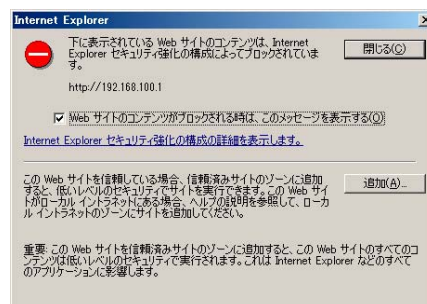 Internet Explorer
下に表示されている Web サイトのコンテンツは、Internet
Explorer セキュリティ強化の構成によってブロックされていま
す。
閉じる(C)
http://192.168.100.1
Web サイトのコンテンツがブロックされる時は、このメッセージを表示する(O)
Internet Explorer セキュリティ強化の構成の詳細を表示します。
この Web サイトを信頼している場合、信頼済みサイトのゾーンに追加
すると、低いレベルのセキュリティでサイトを実行できます。この Web サイ
トがローカル イントラネットにある場合、ヘルプの説明を参照して、ローカ
ル イントラネットのゾーンにサイトを追加してください。
追加(A)...
重要: この Web サイトを信頼済みサイトのゾーンに追加すると、この Web サイトのすべてのコ
ンテンツは低いレベルのセキュリティで実行されます。これは Internet Explorer などのすべて
のアプリケーションに影響します。